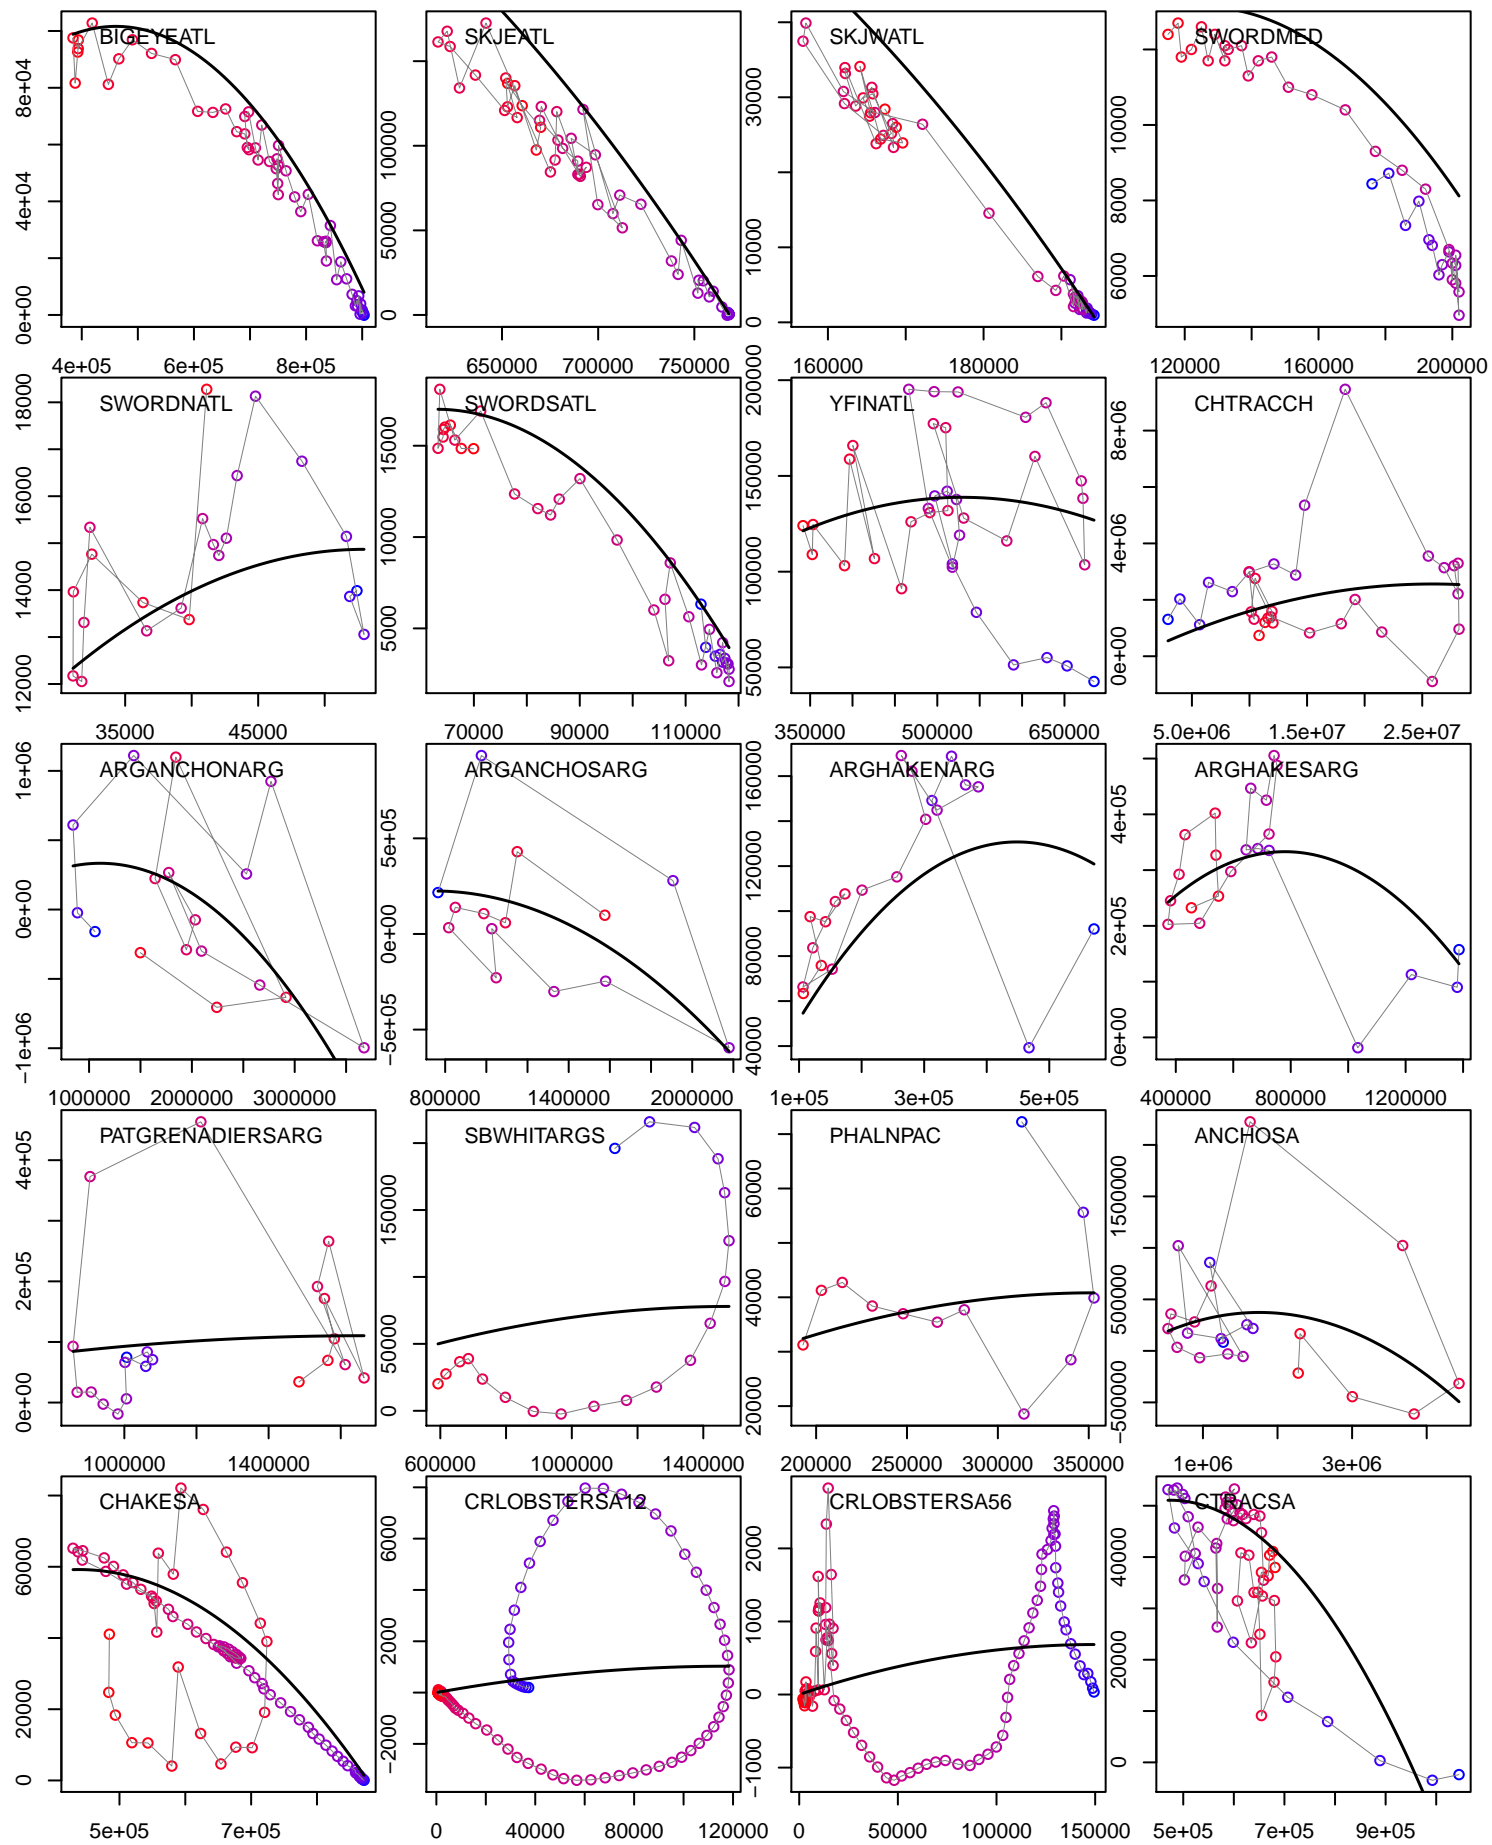 BIGEYEATL
0e+00 4e+04 8e+04
4e+05 6e+05 8e+05
SKJEATL
0 50000 100000
650000 700000 750000
SKJWATL
0 10000 30000
160000 180000
SWORDMED
6000 8000 10000
120000 160000 200000
SWORDNATL
12000 14000 16000 18000
35000 45000
SWORDSATL
5000 10000 15000
70000 90000 110000
YFINATL
50000 100000 150000 200000
350000 500000 650000
CHTRACCH
0e+00 4e+06 8e+06
5.0e+06 1.5e+07 2.5e+07
ARGANCHONARG
−1e+06 0e+00 1e+06
1000000 2000000 3000000
ARGANCHOSARG
−5e+05 0e+00 5e+05
8000000 1400000 2000000
ARGHAKENARG
40000 80000 120000 160000
1e+05 3e+05 5e+05
ARGHAKESARG
0e+00 2e+05 4e+05
400000 800000 1200000
PATGRENADIERSARG
0e+00 2e+05 4e+05
1000000 1400000
SBWHITARGS
0 50000 150000
600000 1000000 1400000
PHALNPAC
20000 40000 60000
200000 250000 300000 350000
ANCHOSA
−500000 500000 1500000
1e+06 3e+06
CHAKESA
0 20000 60000
5e+05 7e+05
CRLOBSTERSA12
−2000 2000 6000
0 40000 80000 120000
CRLOBSTERSA56
−1000 0 1000 2000
0 50000 100000 150000
CTRACSA
0 20000 40000
5e+05 7e+05 9e+05